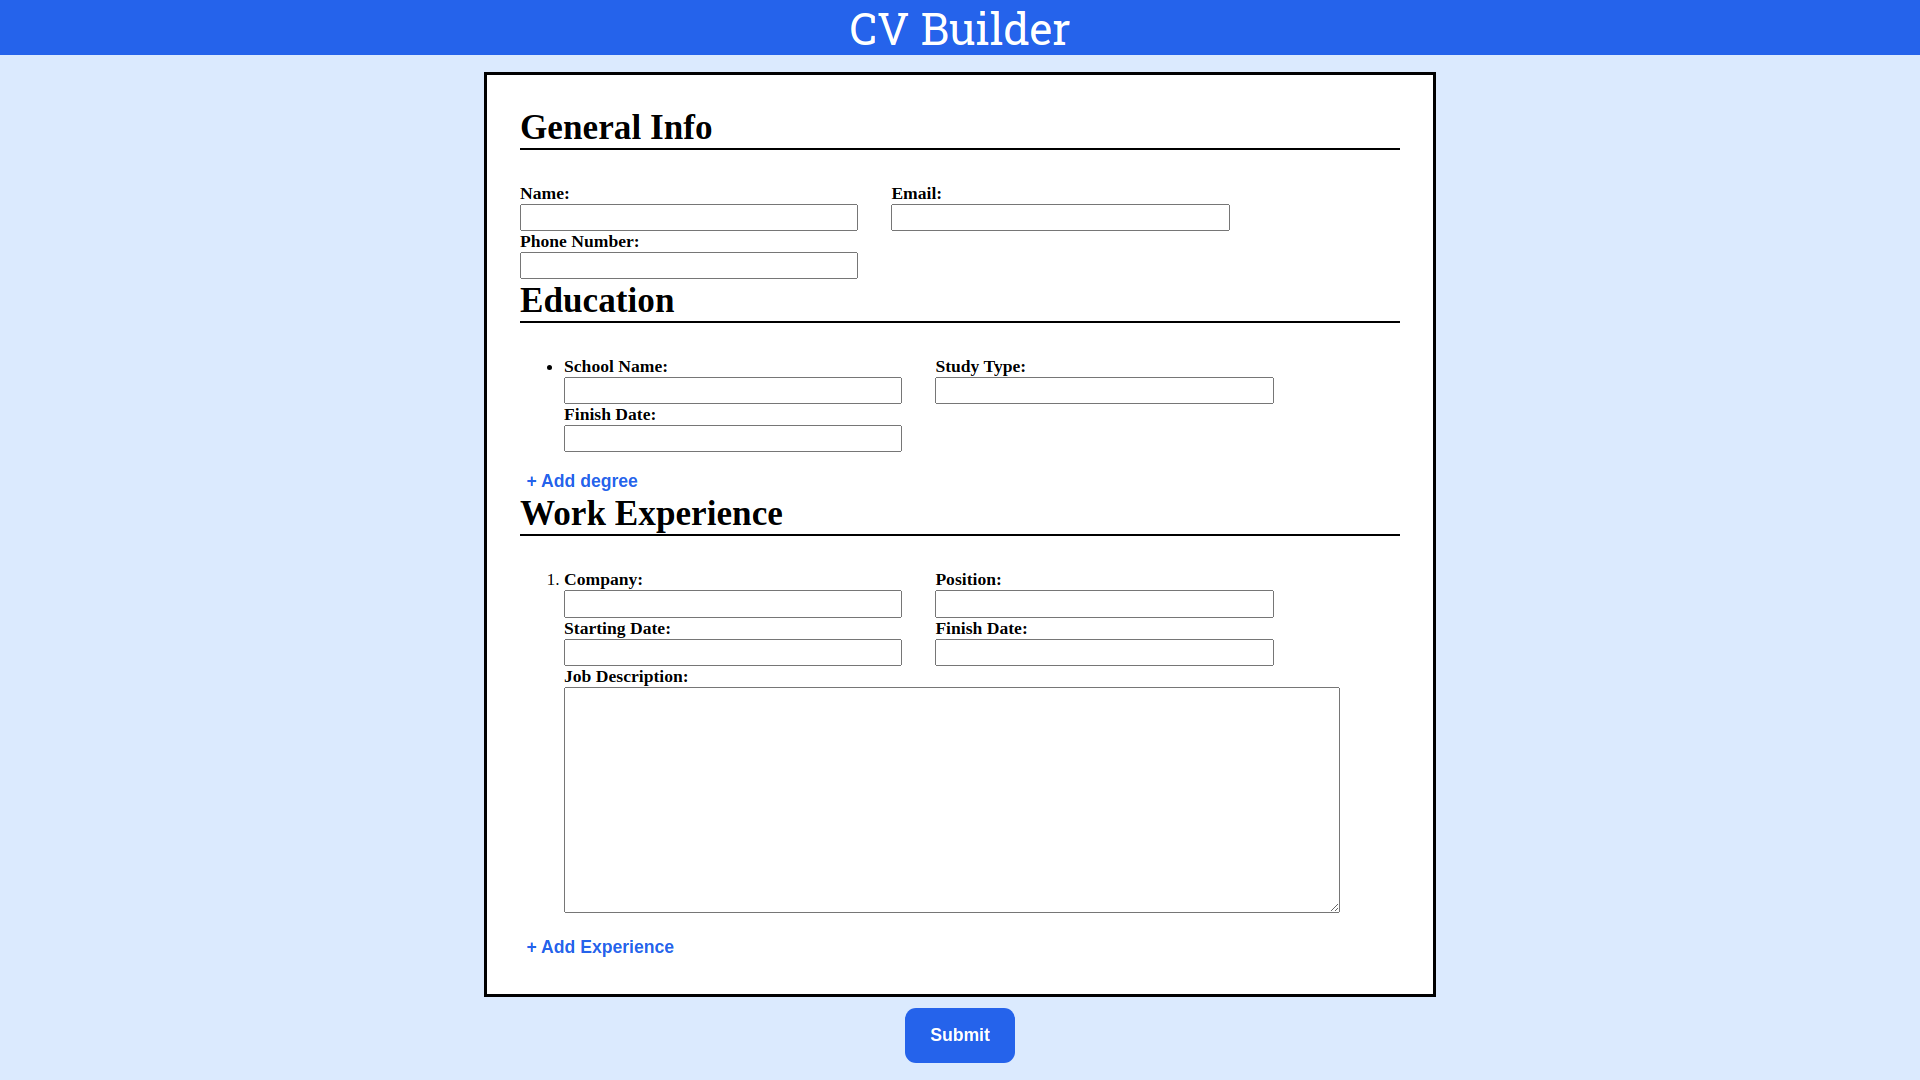 CV Builder
General Info
Name: Email:
Phone Number:
Education
• School Name: Study Type:
Finish Date:
+ Add degree
Work Experience
1. Company: Position:
Starting Date: Finish Date:
Job Description:
+ Add Experience
Submit